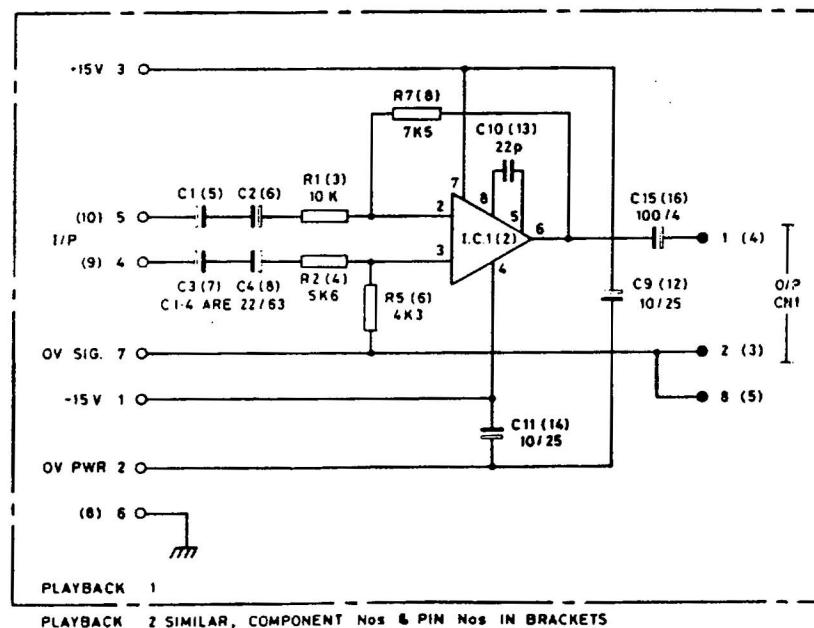 +15V 3
R7(8)
7K5
C10(13)
22p
7
8
5
C1(5) C2(6) R1(3)
10K
(10) 5
I/P
2
I.C.1(2)
6
C15(16)
100/4
1 (4)
(9) 4
3
4
C3(7) C4(8) R2(4)
C1-4 ARE 22/63 5K6
R5(6)
4K3
C9(12)
10/25
O/P
CN1
0V SIG. 7
2 (3)
-15V 1
8 (5)
C11(14)
10/25
0V PWR 2
(8) 6
PLAYBACK 1
PLAYBACK 2 SIMILAR, COMPONENT Nos & PIN Nos IN BRACKETS